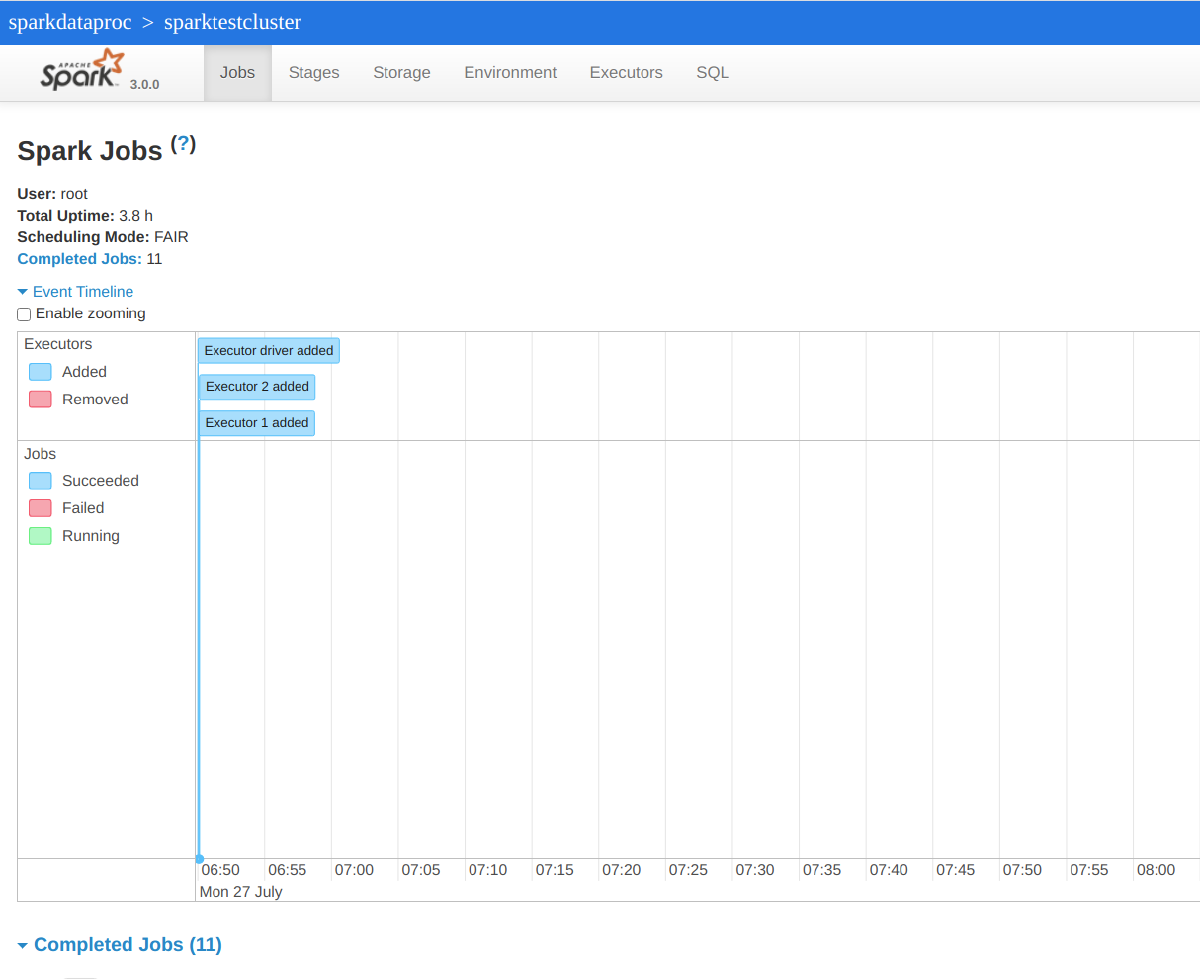 sparkdataproc > sparktestcluster
APACHE Spark™ 3.0.0 Jobs Stages Storage Environment Executors SQL
Spark Jobs (?)
User: root
Total Uptime: 3.8 h
Scheduling Mode: FAIR
Completed Jobs: 11
Event Timeline
Enable zooming
Executors
Added
Removed
Executor driver added
Executor 2 added
Executor 1 added
Jobs
Succeeded
Failed
Running
06:50 06:55 07:00 07:05 07:10 07:15 07:20 07:25 07:30 07:35 07:40 07:45 07:50 07:55 08:00
Mon 27 July
Completed Jobs (11)